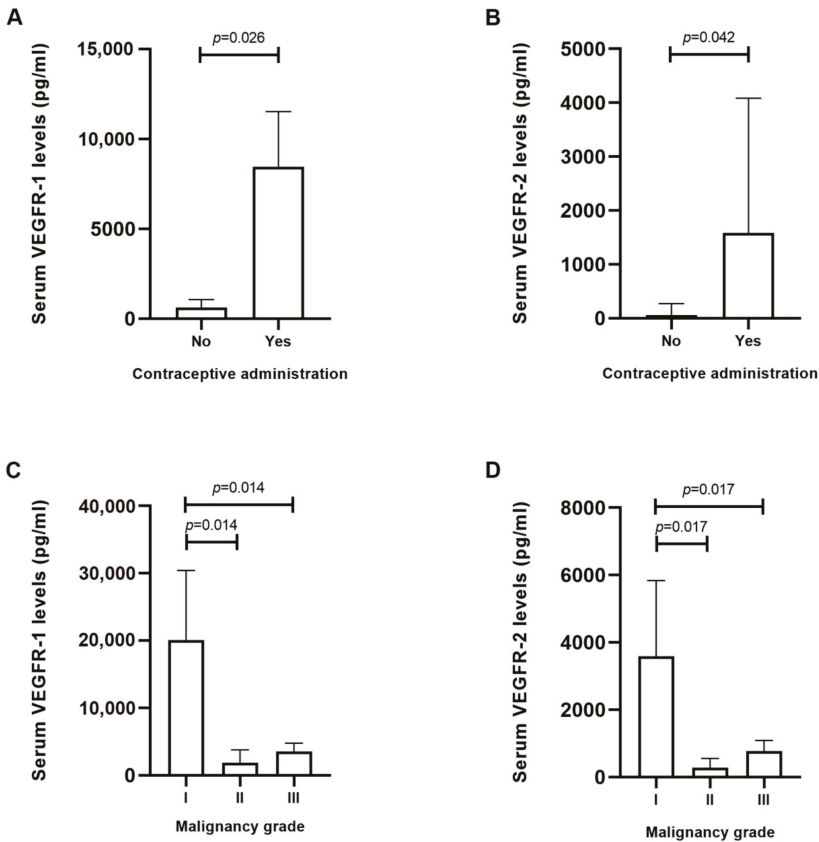 A
Serum VEGFR-1 levels (pg/ml)
15,000
10,000
5000
0
p=0.026
No
Yes
Contraceptive administration
B
Serum VEGFR-2 levels (pg/ml)
5000
4000
3000
2000
1000
0
p=0.042
No
Yes
Contraceptive administration
C
Serum VEGFR-1 levels (pg/ml)
40,000
30,000
20,000
10,000
0
p=0.014
p=0.014
I
II
III
Malignancy grade
D
Serum VEGFR-2 levels (pg/ml)
8000
6000
4000
2000
0
p=0.017
p=0.017
I
II
III
Malignancy grade